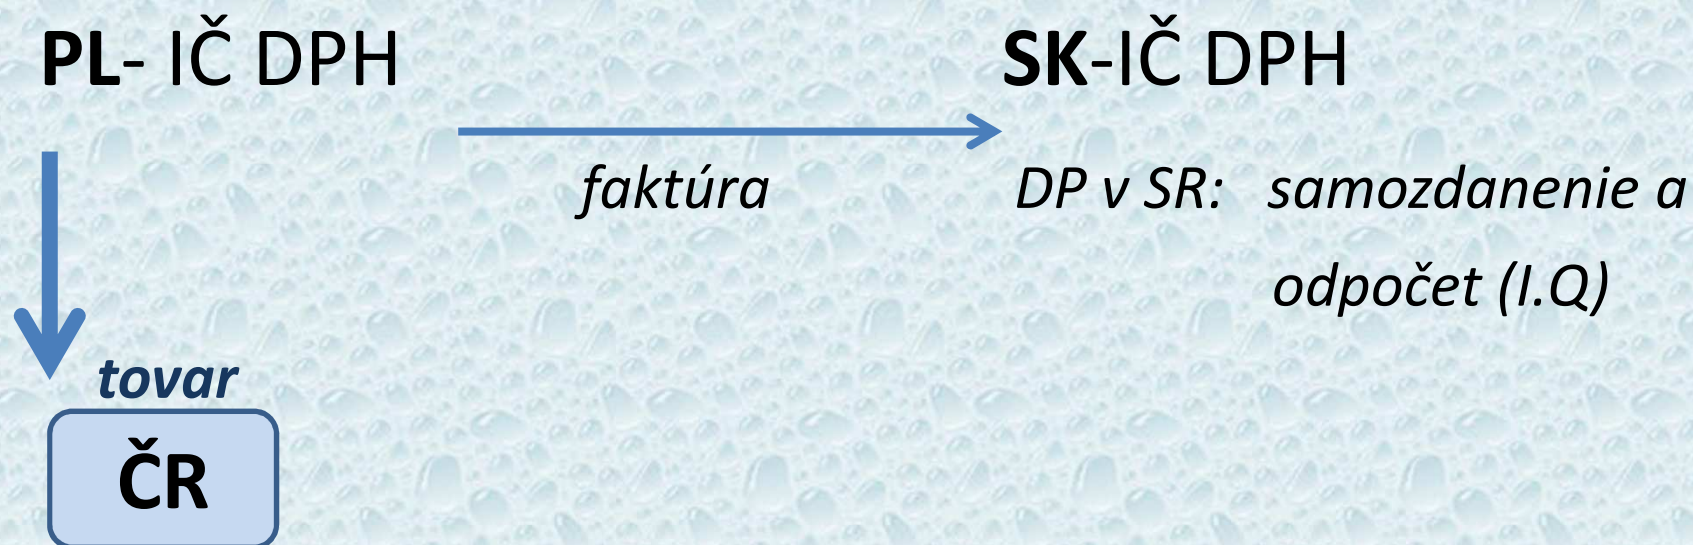 PL- IČ DPH
SK-IČ DPH
faktúra
DP v SR: samozdanenie a
odpočet (I.Q)
tovar
ČR